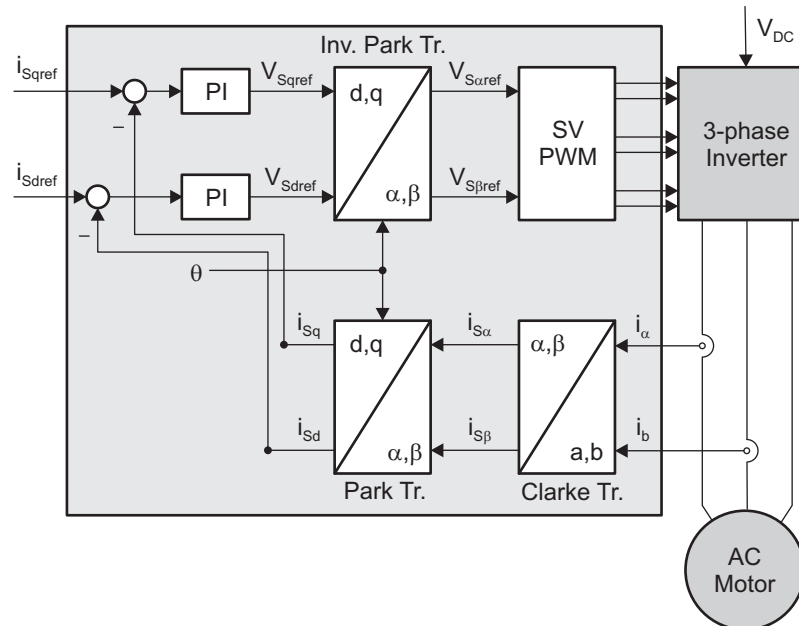 Inv. Park Tr.
V_DC
i_Sqref
PI
V_Sqref
d,q
α,β
V_Sαref
SV
PWM
3-phase
Inverter
–
i_Sdref
PI
V_Sdref
V_Sβref
–
θ
i_Sq
d,q
α,β
i_Sα
α,β
a,b
i_α
i_Sd
i_Sβ
i_b
Park Tr.
Clarke Tr.
AC
Motor